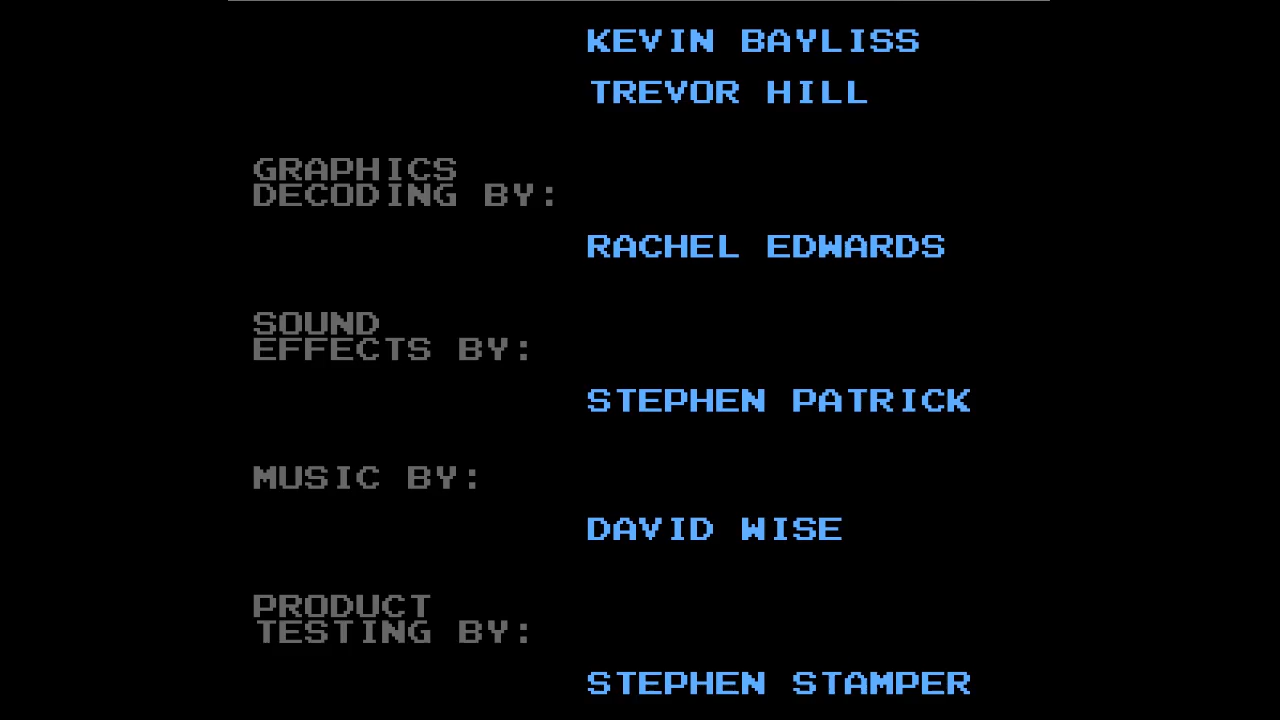 KEVIN BAYLISS
TREVOR HILL
GRAPHICS
DECODING BY:
RACHEL EDWARDS
SOUND
EFFECTS BY:
STEPHEN PATRICK
MUSIC BY:
DAVID WISE
PRODUCT
TESTING BY:
STEPHEN STAMPER